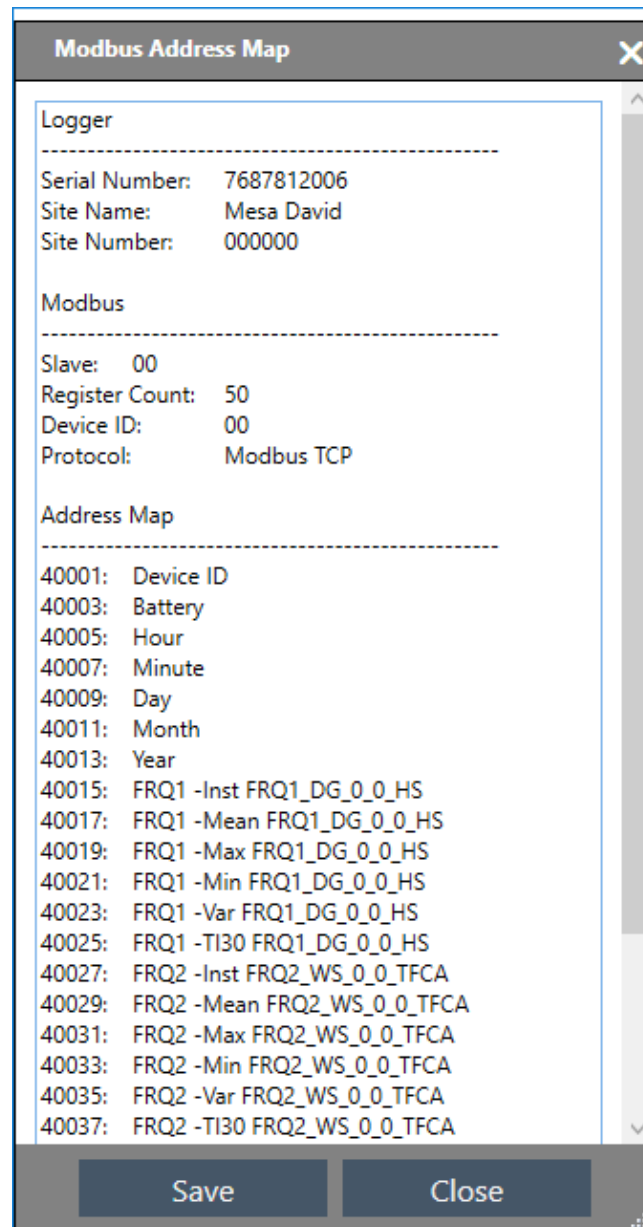 Modbus Address Map
Logger
--------------------------------------------------
Serial Number: 7687812006
Site Name: Mesa David
Site Number: 000000
Modbus
--------------------------------------------------
Slave: 00
Register Count: 50
Device ID: 00
Protocol: Modbus TCP
Address Map
--------------------------------------------------
40001: Device ID
40003: Battery
40005: Hour
40007: Minute
40009: Day
40011: Month
40013: Year
40015: FRQ1 -Inst FRQ1_DG_0_0_HS
40017: FRQ1 -Mean FRQ1_DG_0_0_HS
40019: FRQ1 -Max FRQ1_DG_0_0_HS
40021: FRQ1 -Min FRQ1_DG_0_0_HS
40023: FRQ1 -Var FRQ1_DG_0_0_HS
40025: FRQ1 -TI30 FRQ1_DG_0_0_HS
40027: FRQ2 -Inst FRQ2_WS_0_0_TFCA
40029: FRQ2 -Mean FRQ2_WS_0_0_TFCA
40031: FRQ2 -Max FRQ2_WS_0_0_TFCA
40033: FRQ2 -Min FRQ2_WS_0_0_TFCA
40035: FRQ2 -Var FRQ2_WS_0_0_TFCA
40037: FRQ2 -TI30 FRQ2_WS_0_0_TFCA
Save Close